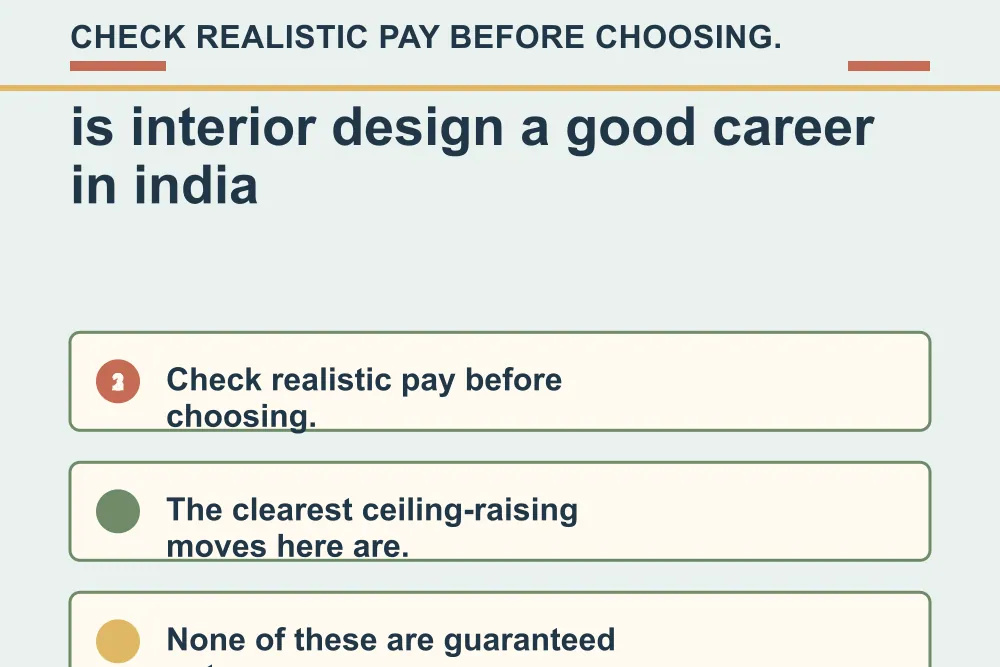 CHECK REALISTIC PAY BEFORE CHOOSING.
is interior design a good career
in india
Check realistic pay before
choosing.
The clearest ceiling-raising
moves here are.
None of these are guaranteed